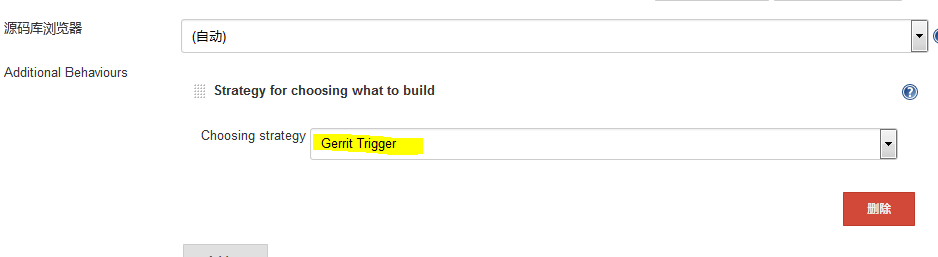 源码库浏览器
(自动)
Additional Behaviours
Strategy for choosing what to build
Choosing strategy
Gerrit Trigger
删除